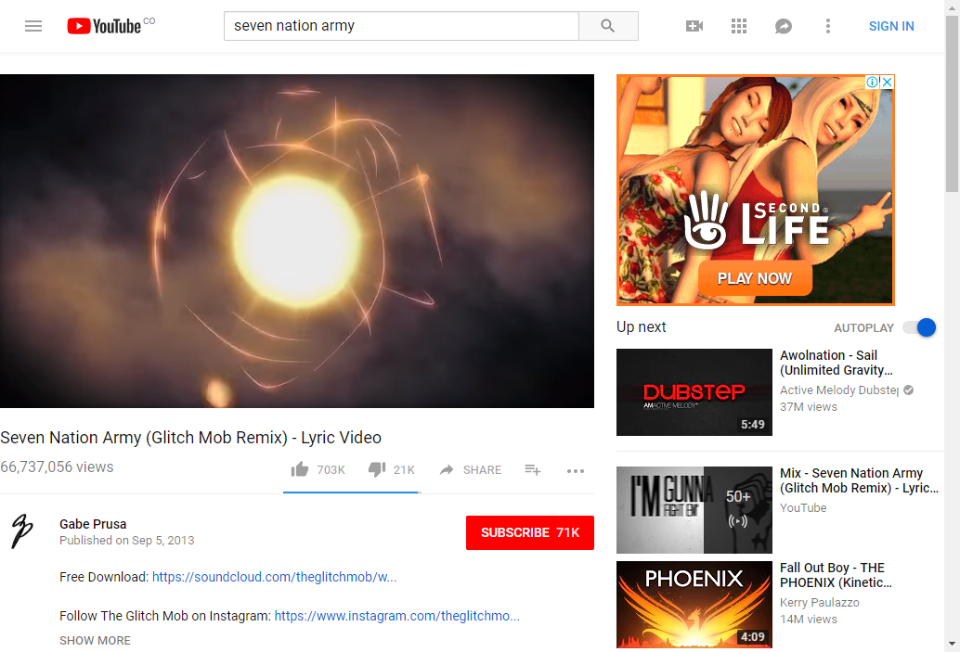 YouTube CO
seven nation army
SIGN IN
SECOND
LIFE
PLAY NOW
Up next
AUTOPLAY
DUBSTEP
AMACTIVE MELODY
5:49
Awolnation - Sail
(Unlimited Gravity...
Active Melody Dubstep
37M views
Seven Nation Army (Glitch Mob Remix) - Lyric Video
66,737,056 views
703K
21K
SHARE
Gabe Prusa
Published on Sep 5, 2013
SUBSCRIBE 71K
Free Download: https://soundcloud.com/theglitchmob/w...
Follow The Glitch Mob on Instagram: https://www.instagram.com/theglitchmo...
SHOW MORE
I'M GUNNA
FIGHT EM'
50+
Mix - Seven Nation Army
(Glitch Mob Remix) - Lyric...
YouTube
PHOENIX
4:09
Fall Out Boy - THE
PHOENIX (Kinetic...
Kerry Paulazzo
14M views